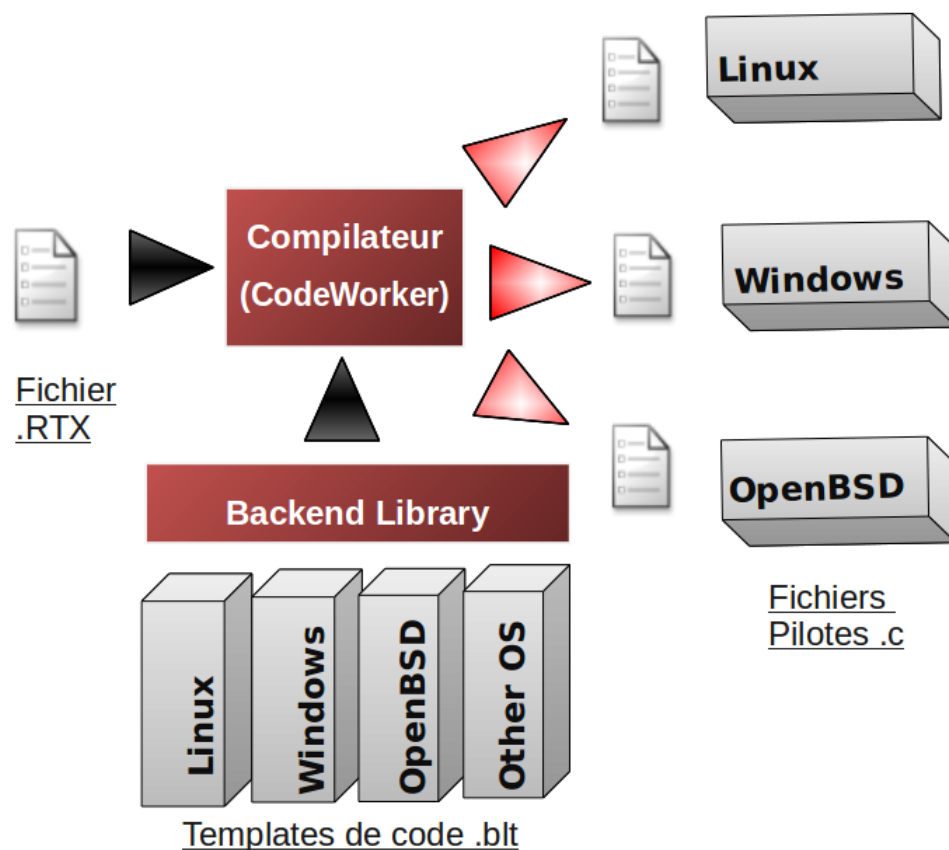 Linux
Compilateur
(CodeWorker)
Windows
Fichier
.RTX
OpenBSD
Backend Library
Fichiers
Pilotes .c
Linux
Windows
OpenBSD
Other OS
Templates de code .blt